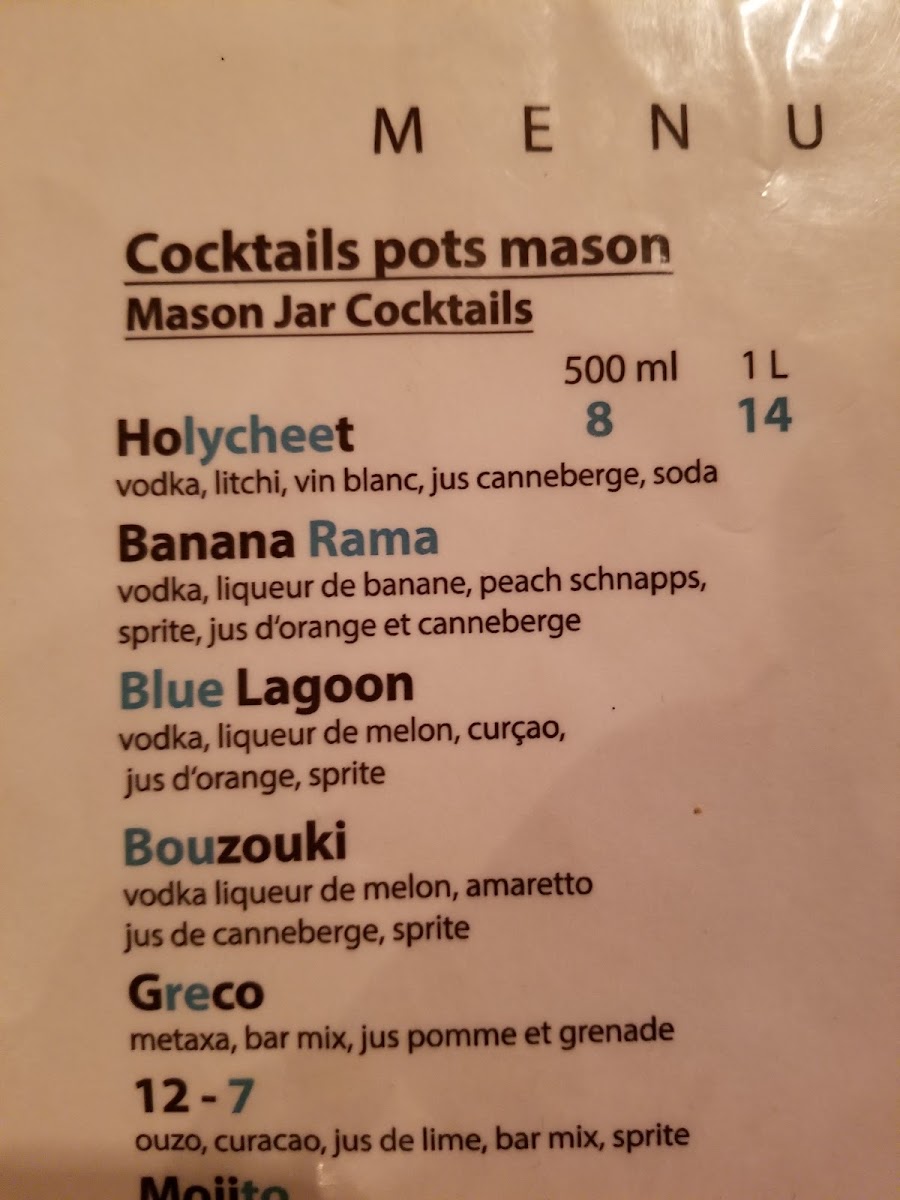 MENU
Cocktails pots mason
Mason Jar Cocktails
500 ml 1 L
Holycheet 8 14
vodka, litchi, vin blanc, jus canneberge, soda
Banana Rama
vodka, liqueur de banane, peach schnapps,
sprite, jus d'orange et canneberge
Blue Lagoon
vodka, liqueur de melon, curçao,
jus d'orange, sprite
Bouzouki
vodka liqueur de melon, amaretto
jus de canneberge, sprite
Greco
metaxa, bar mix, jus pomme et grenade
12 - 7
ouzo, curacao, jus de lime, bar mix, sprite
Mojito